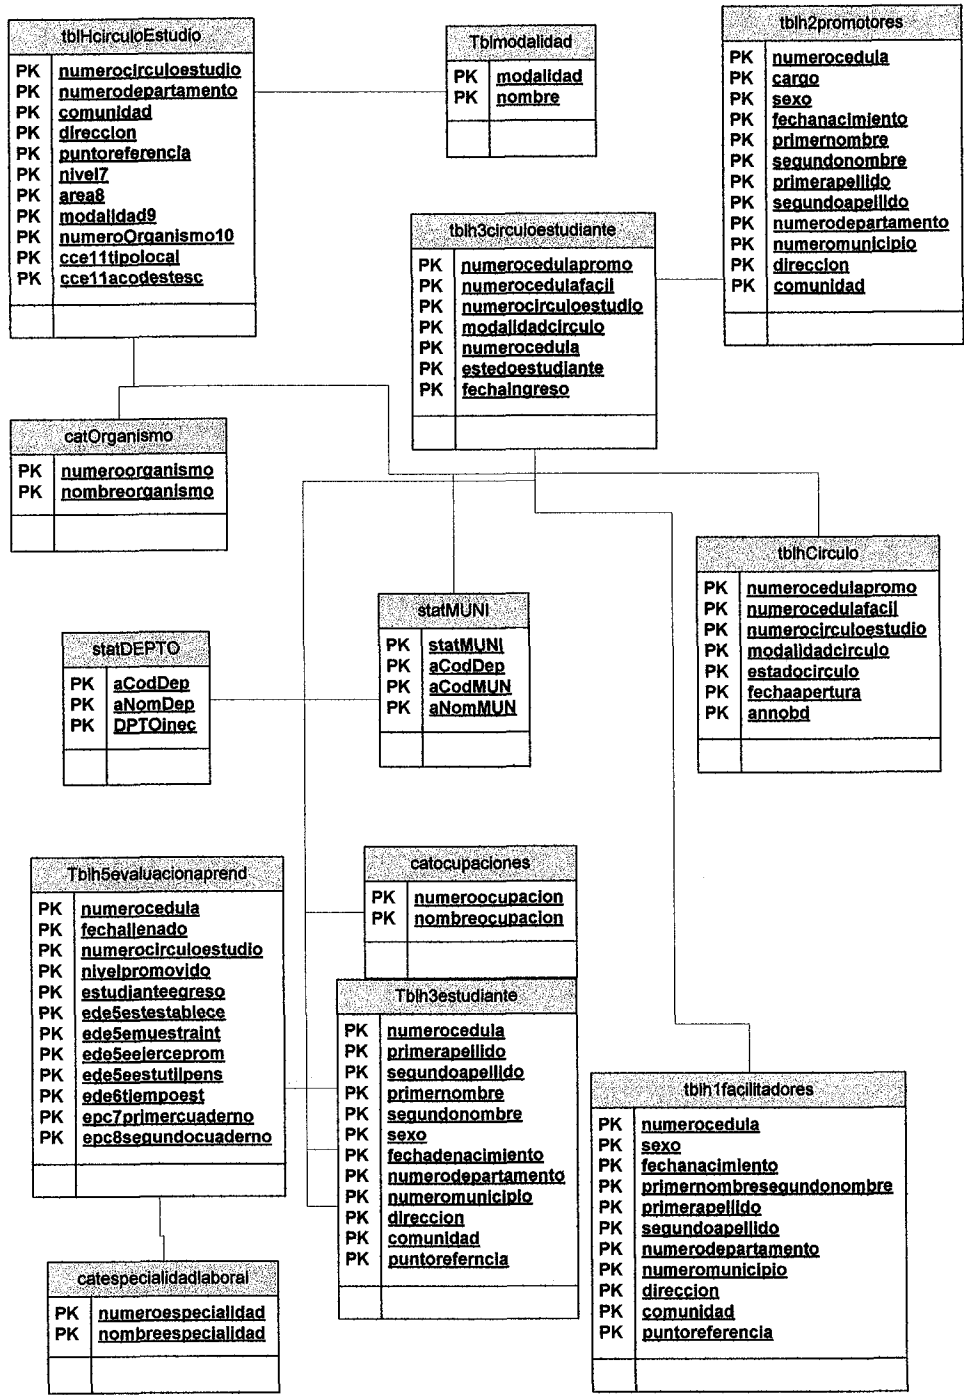 tblHcirculoEstudio
PK numerocirculoestudio
PK numerodepartamento
PK comunidad
PK direccion
PK puntoreferencia
PK nivel7
PK area8
PK modalidad9
PK numeroOrganismo10
PK cce11tipolocal
PK cce11acodestesc
Tblmodalidad
PK modalidad
PK nombre
tblh2promotores
PK numerocedula
PK cargo
PK sexo
PK fechanacimiento
PK primernombre
PK segundonombre
PK primerapellido
PK segundoapellido
PK numerodepartamento
PK numeromunicipio
PK direccion
PK comunidad
tblh3circuloestudiante
PK numerocedulapromo
PK numerocedulafacil
PK numerocirculoestudio
PK modalidadcirculo
PK numerocedula
PK estedoestudiante
PK fechaingreso
catOrganismo
PK numeroorganismo
PK nombreorganismo
tblhCirculo
PK numerocedulapromo
PK numerocedulafacil
PK numerocirculoestudio
PK modalidadcirculo
PK estadocirculo
PK fechaapertura
PK annobd
statMUNI
PK statMUNI
PK aCodDep
PK aCodMUN
PK aNomMUN
statDEPTO
PK aCodDep
PK aNomDep
PK DPTOinec
Tblh5evaluacionaprend
PK numerocedula
PK fechallenado
PK numerocirculoestudio
PK nivelpromovido
PK estudianteegreso
PK ede5estestablece
PK ede5emuestraint
PK ede5eejerceprom
PK ede5eestutilpens
PK ede6tiempoest
PK epc7primercuaderno
PK epc8segundocuaderno
catocupaciones
PK numeroocupacion
PK nombreocupacion
Tblh3estudiante
PK numerocedula
PK primerapellido
PK segundoapellido
PK primernombre
PK segundonombre
PK sexo
PK fechadenacimiento
PK numerodepartamento
PK numeromunicipio
PK direccion
PK comunidad
PK puntoreferncia
tblh1facilitadores
PK numerocedula
PK sexo
PK fechanacimiento
PK primernombresegundonombre
PK primerapellido
PK segundoapellido
PK numerodepartamento
PK numeromunicipio
PK direccion
PK comunidad
PK puntoreferencia
catespecialidadlaboral
PK numeroespecialidad
PK nombreespecialidad